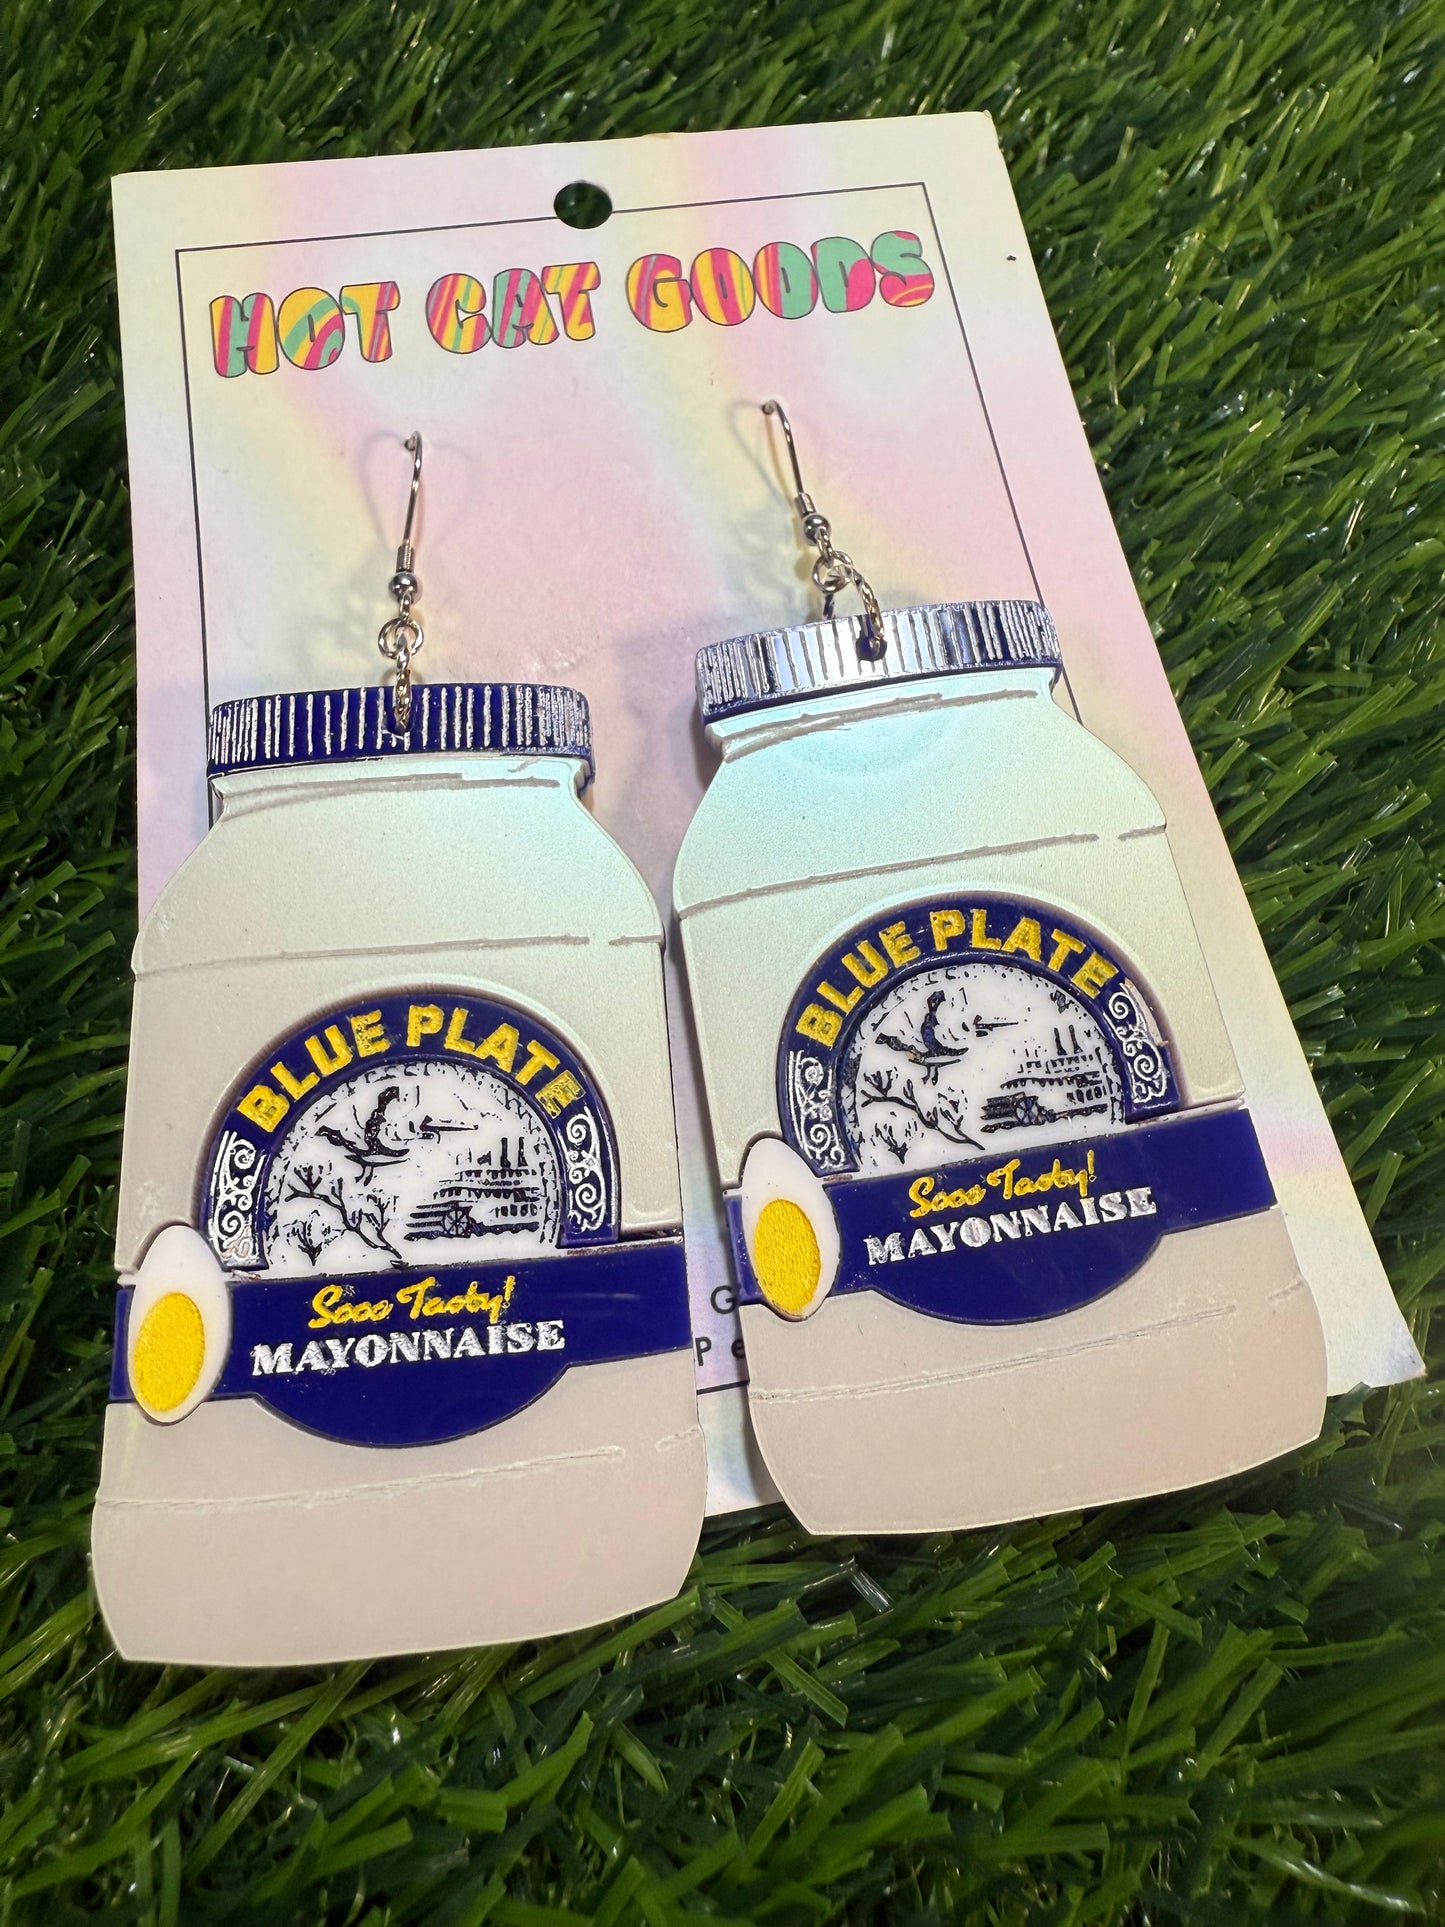 HOT CAT GOODS
BLUE PLATE
Sooo Tasty!
MAYONNAISE
BLUE PLATE
Sooo Tasty!
MAYONNAISE